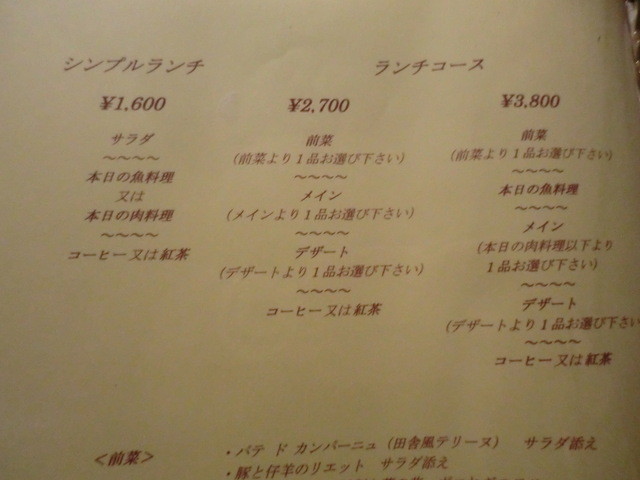 シンプルランチ
¥1,600
サラダ
～～～～
本日の魚料理
又は
本日の肉料理
～～～～
コーヒー又は紅茶
ランチコース
¥2,700
前菜
(前菜より１品お選び下さい)
～～～～
メイン
(メインより１品お選び下さい)
～～～～
デザート
(デザートより１品お選び下さい)
～～～～
コーヒー又は紅茶
¥3,800
前菜
(前菜より１品お選び下さい)
～～～～
本日の魚料理
～～～～
メイン
(本日の肉料理以下より
１品お選び下さい)
～～～～
デザート
(デザートより１品お選び下さい
～～～～
コーヒー又は紅茶
＜前菜＞
・パテ ド カンパーニュ（田舎風テリーヌ） サラダ添え
・豚と仔羊のリエット サラダ添え